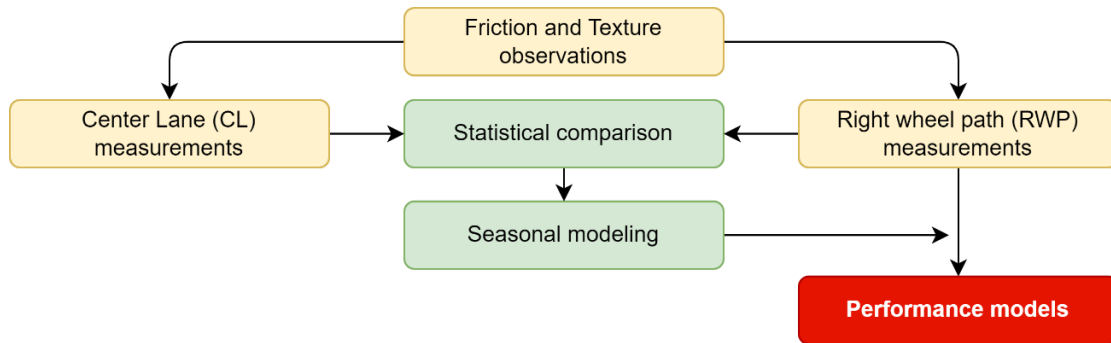 Friction and Texture
observations
Center Lane (CL)
measurements
Statistical comparison
Right wheel path (RWP)
measurements
Seasonal modeling
Performance models